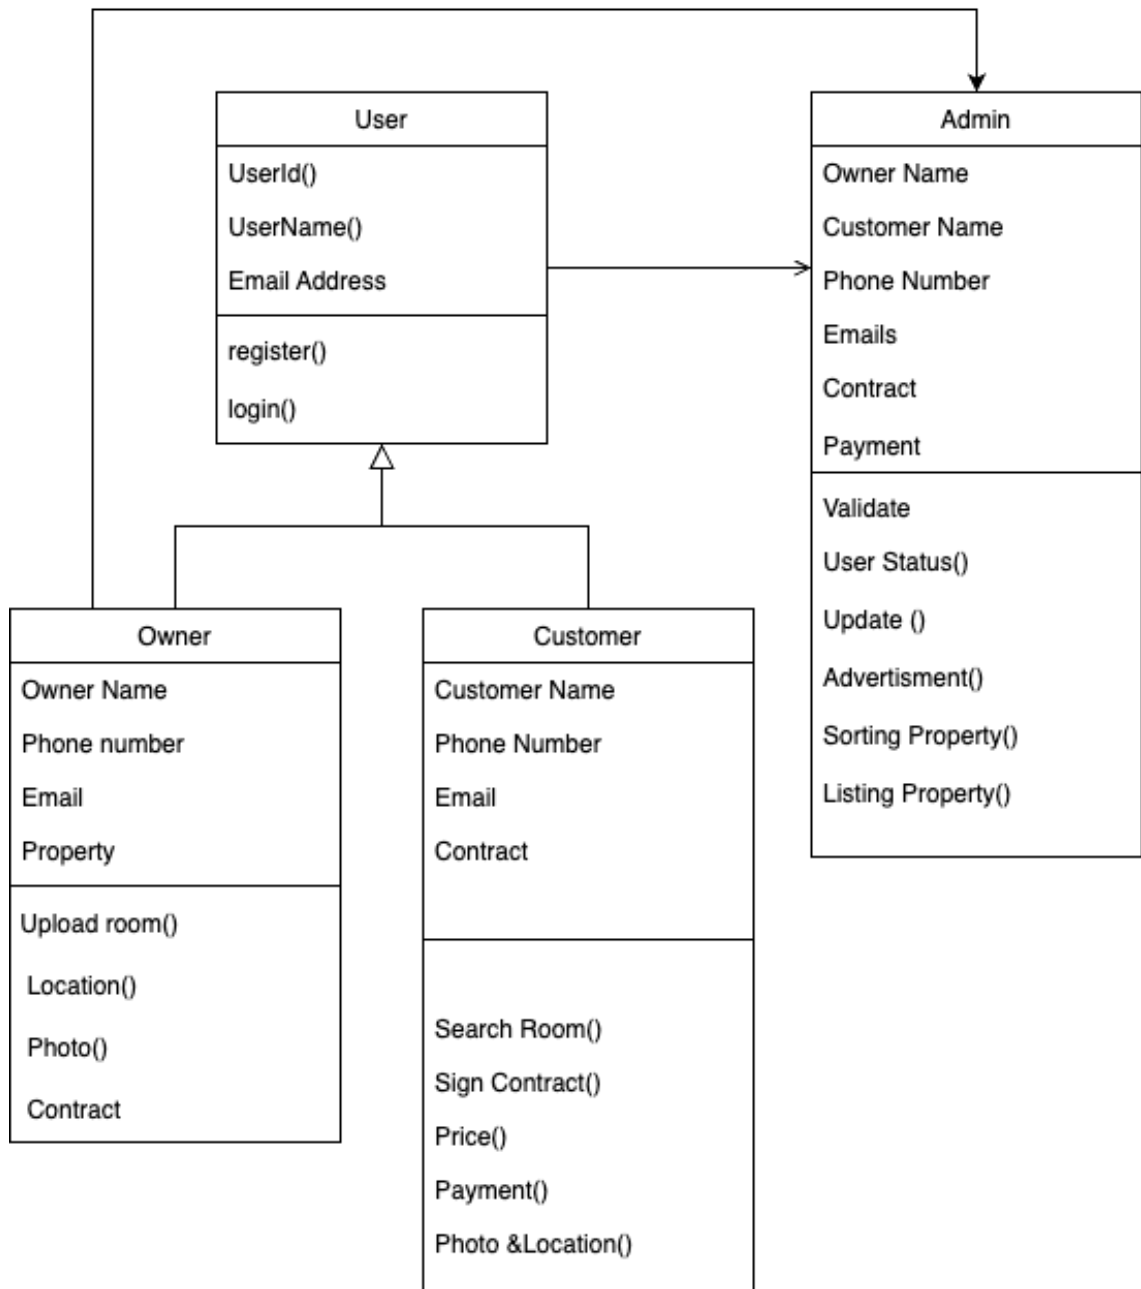 User
UserId()
UserName()
Email Address
register()
login()
Admin
Owner Name
Customer Name
Phone Number
Emails
Contract
Payment
Validate
User Status()
Update ()
Advertisment()
Sorting Property()
Listing Property()
Owner
Owner Name
Phone number
Email
Property
Upload room()
Location()
Photo()
Contract
Customer
Customer Name
Phone Number
Email
Contract
Search Room()
Sign Contract()
Price()
Payment()
Photo &Location()